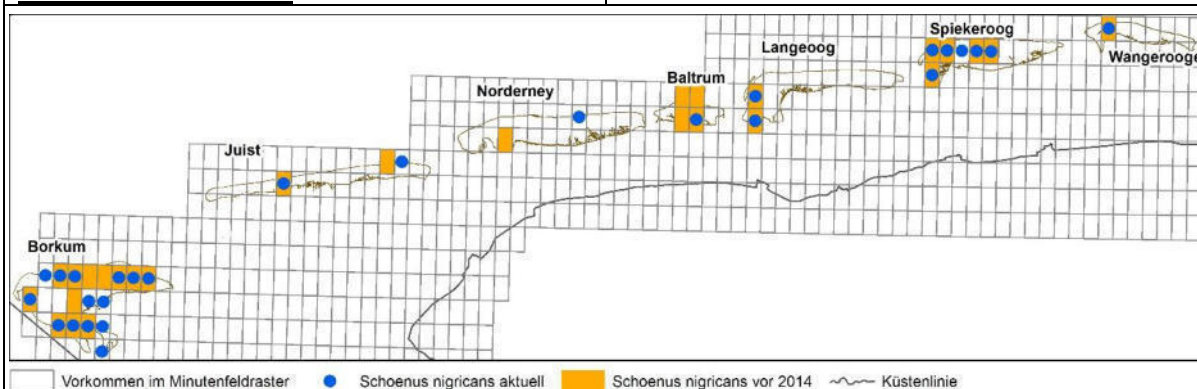 Spiekeroog
Langeoog
Wangerooge
Baltrum
Norderney
Juist
Borkum
Vorkommen im Minutenfeldraster Schoenus nigricans aktuell Schoenus nigricans vor 2014 Küstenlinie